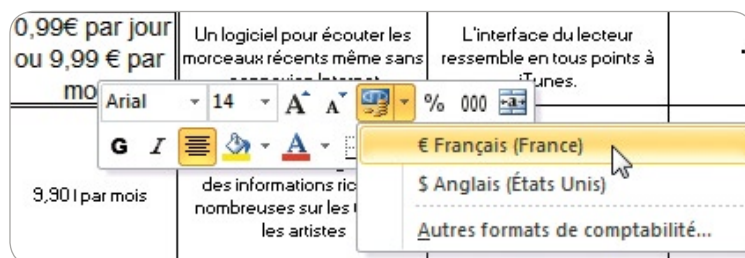 0,99€ par jour
ou 9,99 € par
mo
Un logiciel pour écouter les
morceaux récents même sans
L'interface du lecteur
ressemble en tous points à
iTunes.
Arial 14 A A % 000
G I A
€ Français (France)
$ Anglais (États Unis)
Autres formats de comptabilité...
9,90 l par mois
des informations ric
nombreuses sur les
les artistes